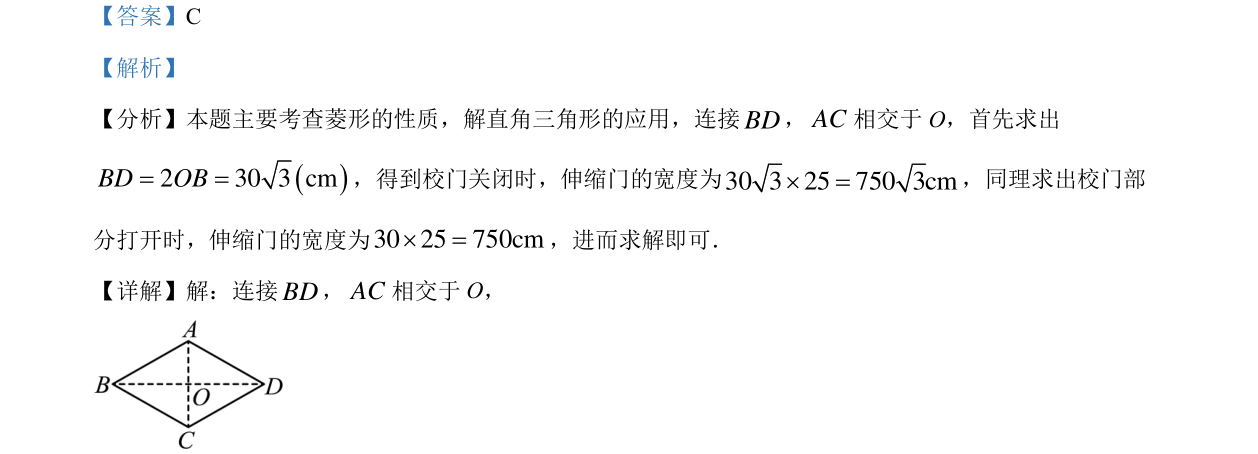 【答案】C
【解析】
【分析】本题主要考查菱形的性质，解直角三角形的应用，连接BD，AC相交于O，首先求出
BD = 2OB = 30√3(cm)，得到校门关闭时，伸缩门的宽度为30√3×25 = 750√3cm，同理求出校门部
分打开时，伸缩门的宽度为30×25 = 750cm，进而求解即可．
【详解】解：连接BD，AC相交于O，
A
B
D
O
C